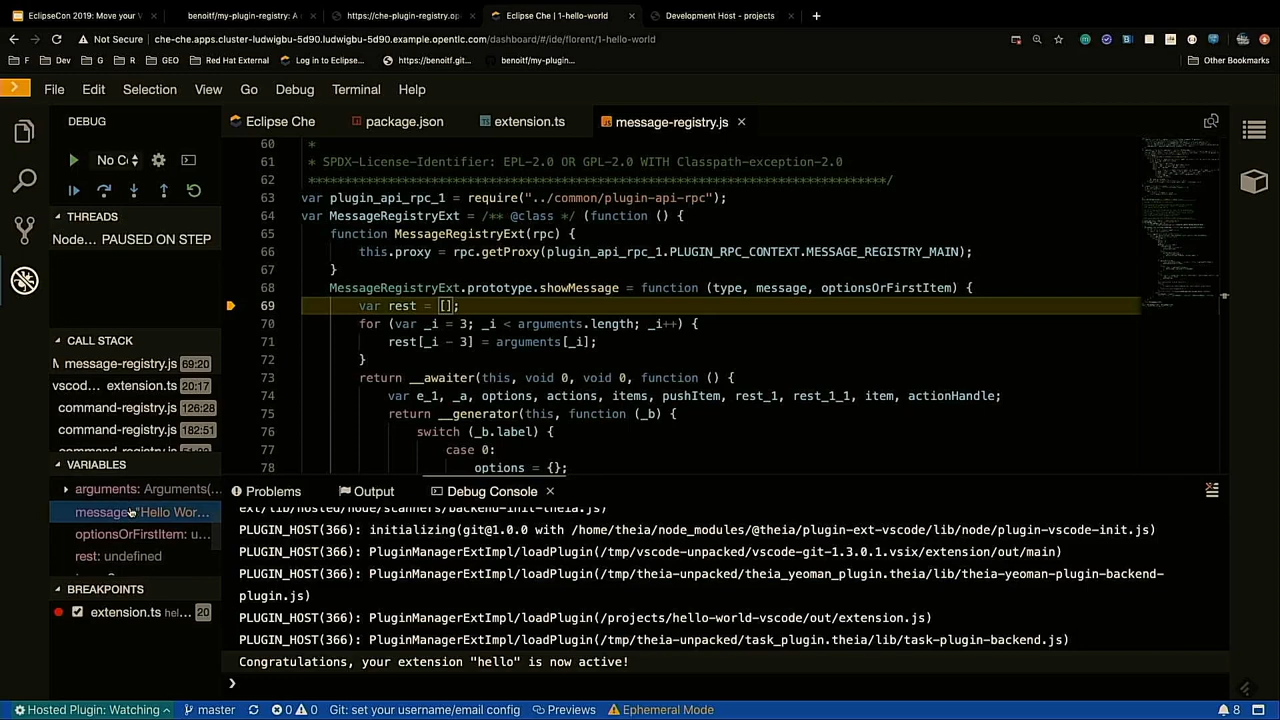 EclipseCon 2019: Move your V
benoitf/my-plugin-registry: A
https://che-plugin-registry.op
Eclipse Che | 1-hello-world
Development Host - projects
Not Secure
che-che.apps.cluster-ludwigbu-5d90.ludwigbu-5d90.example.opentlc.com/dashboard/#/ide/florent/1-hello-world
F
Dev
G
R
GEO
Red Hat External
Log in to Eclipse...
https://benoitf.git...
benoitf/my-plugin...
Other Bookmarks
File Edit Selection View Go Debug Terminal Help
DEBUG
Eclipse Che
package.json
extension.ts
message-registry.js
No Co
THREADS
Node... PAUSED ON STEP
CALL STACK
message-registry.js 69:20
vscod... extension.ts 20:17
command-registry.js 126:28
command-registry.js 182:51
VARIABLES
arguments: Arguments(...
message: "Hello Wor...
optionsOrFirstItem: u...
rest: undefined
BREAKPOINTS
extension.ts hel... 20
60 *
61 * SPDX-License-Identifier: EPL-2.0 OR GPL-2.0 WITH Classpath-exception-2.0
62 ********************************************************************************/
63 var plugin_api_rpc_1 = require("../common/plugin-api-rpc");
64 var MessageRegistryExt = /** @class */ (function () {
65 function MessageRegistryExt(rpc) {
66 this.proxy = rpc.getProxy(plugin_api_rpc_1.PLUGIN_RPC_CONTEXT.MESSAGE_REGISTRY_MAIN);
67 }
68 MessageRegistryExt.prototype.showMessage = function (type, message, optionsOrFirstItem) {
69 var rest = [];
70 for (var _i = 3; _i < arguments.length; _i++) {
71 rest[_i - 3] = arguments[_i];
72 }
73 return __awaiter(this, void 0, void 0, function () {
74 var e_1, _a, options, actions, items, pushItem, rest_1, rest_1_1, item, actionHandle;
75 return __generator(this, function (_b) {
76 switch (_b.label) {
77 case 0:
78 options = {};
Problems
Output
Debug Console
ext/lib/hosted/node/scanners/backend-init-theia.js)
PLUGIN_HOST(366): initializing(git@1.0.0 with /home/theia/node_modules/@theia/plugin-ext-vscode/lib/node/plugin-vscode-init.js)
PLUGIN_HOST(366): PluginManagerExtImpl/loadPlugin(/tmp/vscode-unpacked/vscode-git-1.3.0.1.vsix/extension/out/main)
PLUGIN_HOST(366): PluginManagerExtImpl/loadPlugin(/tmp/theia-unpacked/theia_yeoman_plugin.theia/lib/theia-yeoman-plugin-backend-
plugin.js)
PLUGIN_HOST(366): PluginManagerExtImpl/loadPlugin(/projects/hello-world-vscode/out/extension.js)
PLUGIN_HOST(366): PluginManagerExtImpl/loadPlugin(/tmp/theia-unpacked/task_plugin.theia/lib/task-plugin-backend.js)
Congratulations, your extension "hello" is now active!
Hosted Plugin: Watching
master
0
0
Git: set your username/email config
Previews
Ephemeral Mode
8